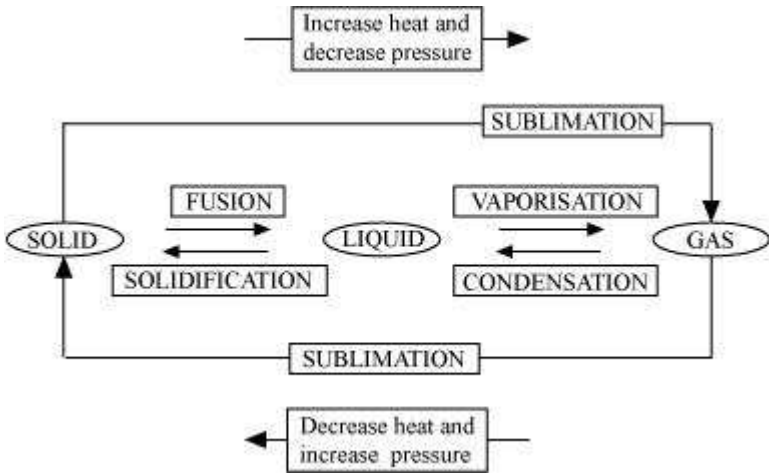 Increase heat and
decrease pressure
SUBLIMATION
FUSION
VAPORISATION
SOLID
LIQUID
GAS
SOLIDIFICATION
CONDENSATION
SUBLIMATION
Decrease heat and
increase pressure